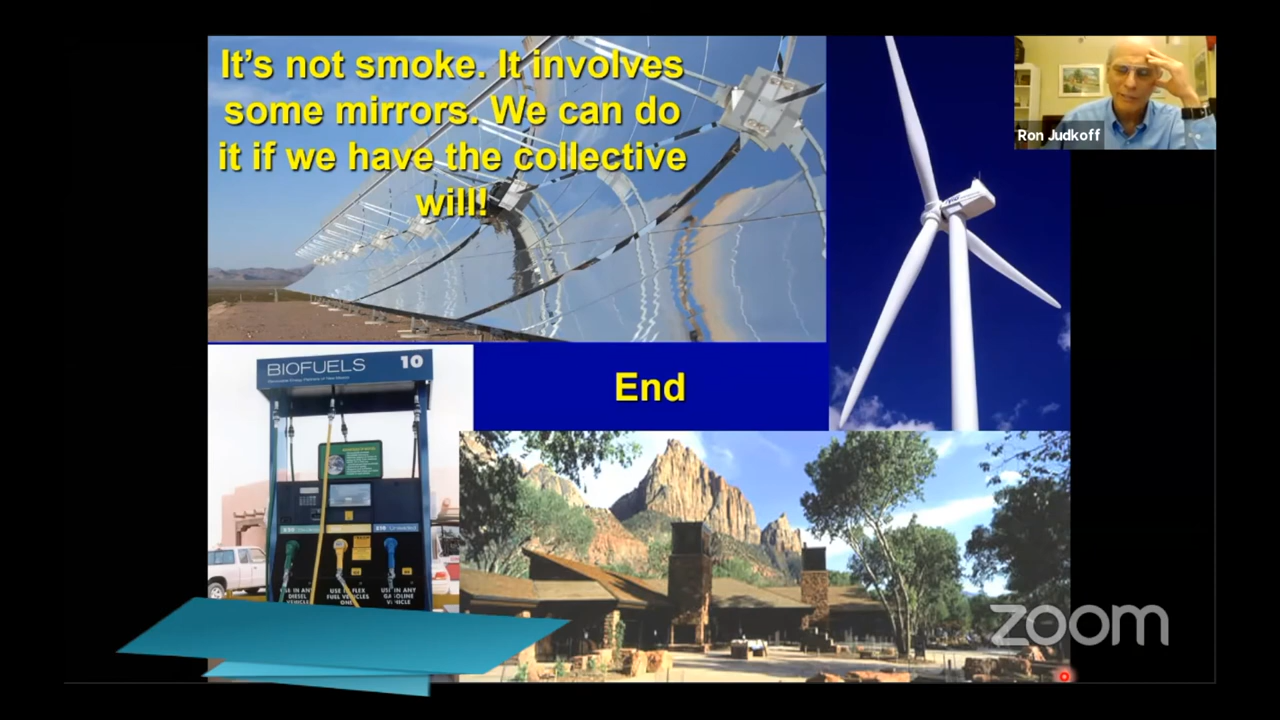 It's not smoke. It involves
some mirrors. We can do
it if we have the collective
will!
Ron Judkoff
BIOFUELS 10
End
USE IN ANY
DIESEL
VEHICLE
USE IN FLEX
FUEL VEHICLES
ONLY
USE IN ANY
GASOLINE
VEHICLE
zoom